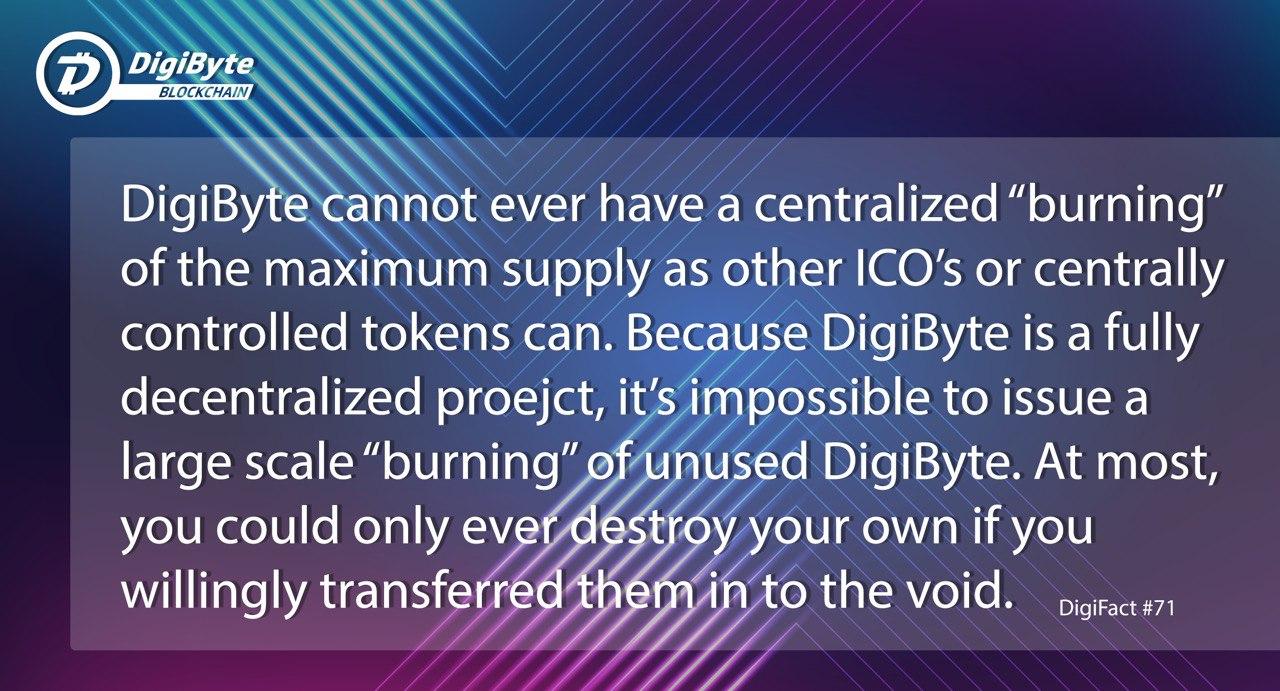 DigiByte
BLOCKCHAIN
DigiByte cannot ever have a centralized “burning”
of the maximum supply as other ICO’s or centrally
controlled tokens can. Because DigiByte is a fully
decentralized proejct, it’s impossible to issue a
large scale “burning” of unused DigiByte. At most,
you could only ever destroy your own if you
willingly transferred them in to the void.
DigiFact #71